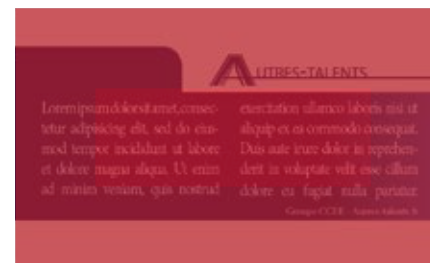 AUTRES-TALENTS
Lorem ipsum dolor sit amet, consec-
tetur adipisicing elit, sed do eius-
mod tempor incididunt ut labore
et dolore magna aliqua. Ut enim
ad minim veniam, quis nostrud
exercitation ullamco laboris nisi ut
aliquip ex ea commodo consequat.
Duis aute irure dolor in reprehen-
derit in voluptate velit esse cillum
dolore eu fugiat nulla pariatur.
Groupe